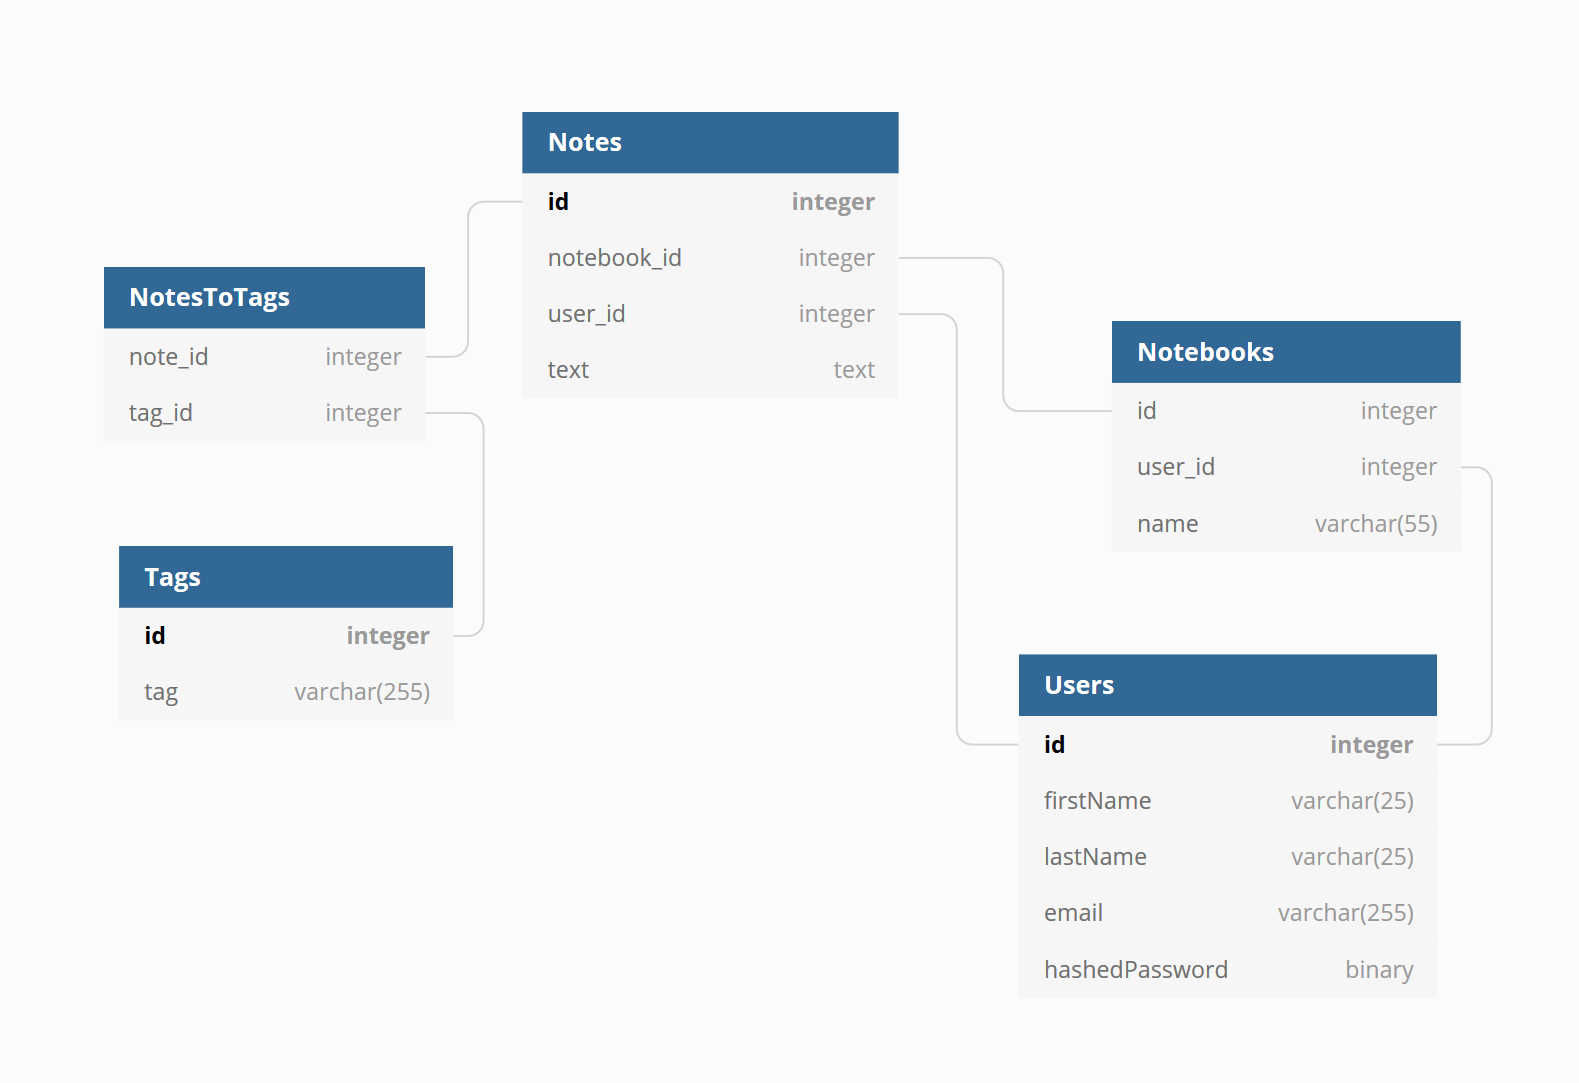 Notes
id integer
notebook_id integer
user_id integer
text text
NotesToTags
note_id integer
tag_id integer
Notebooks
id integer
user_id integer
name varchar(55)
Tags
id integer
tag varchar(255)
Users
id integer
firstName varchar(25)
lastName varchar(25)
email varchar(255)
hashedPassword binary